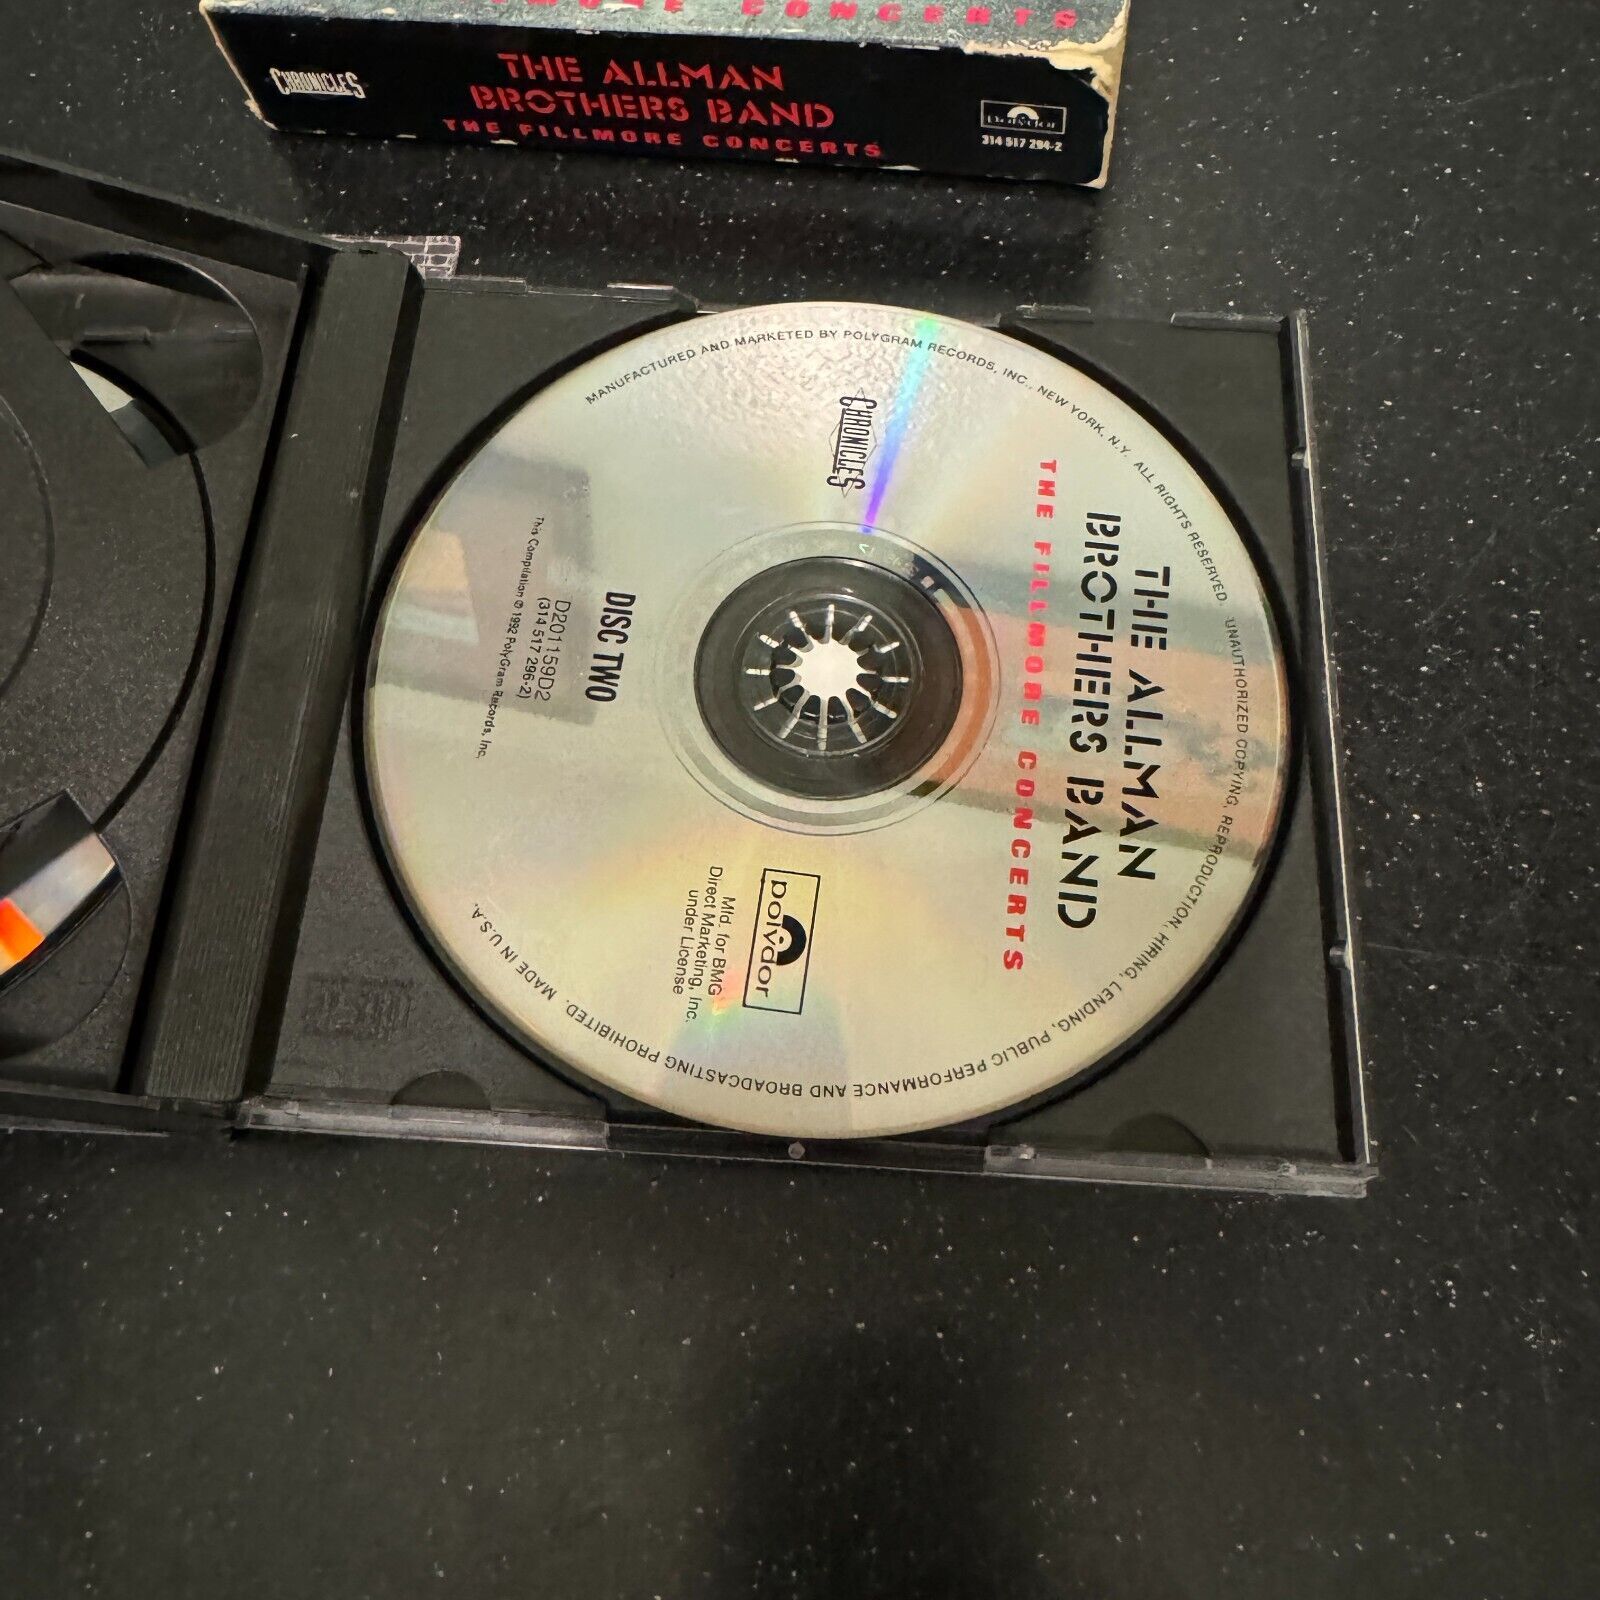 FILLMORE CONCERTS
CHRONICLES
THE ALLMAN
BROTHERS BAND
THE FILLMORE CONCERTS
Polydor
314 517 294-2
MANUFACTURED AND MARKETED BY POLYGRAM RECORDS, INC., NEW YORK, N.Y. ALL RIGHTS RESERVED. UNAUTHORIZED COPYING, REPRODUCTION, HIRING, LENDING, PUBLIC PERFORMANCE AND BROADCASTING PROHIBITED. MADE IN U.S.A.
THE ALLMAN
BROTHERS BAND
THE FILLMORE CONCERTS
CHRONICLES
polydor
Mfd. for BMG
Direct Marketing, Inc.
under License
DISC TWO
D201159D2
(314 517 296-2)
This Compilation ℗ 1992 PolyGram Records, Inc.